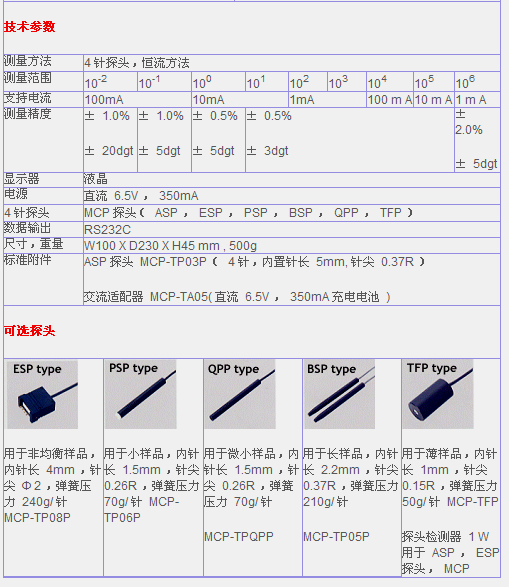 技术参数
测量方法 4 针探头，恒流方法
测量范围 10-2 10-1 100 101 102 103 104 105 106
支持电流 100mA 10mA 1mA 100 m A 10 m A 1 m A
测量精度 ± 1.0% ± 1.0% ± 0.5% ± 0.5% ± 2.0%
± 20dgt ± 5dgt ± 5dgt ± 3dgt ± 5dgt
显示器 液晶
电源 直流 6.5V ， 350mA
4 针探头 MCP 探头（ ASP ， ESP ， PSP ， BSP ， QPP ， TFP ）
数据输出 RS232C
尺寸，重量 W100 X D230 X H45 mm , 500g
标准附件 ASP 探头 MCP-TP03P （ 4 针，内置针长 5mm, 针尖 0.37R ）
交流适配器 MCP-TA05( 直流 6.5V ， 350mA 充电电池 )
可选探头
ESP type PSP type QPP type BSP type TFP type
用于非均衡样品，
内针长 4mm，针
尖 Φ 2，弹簧压
力 240g/ 针
MCP-TP08P
用于小样品，内针
长 1.5mm，针尖
0.26R ，弹簧压力
70g/ 针 MCP-
TP06P
用于微小样品，内
针长 1.5mm，针
尖 0.26R，弹簧
压力 70g/ 针
MCP-TPQPP
用于长样品，内针
长 2.2mm，针尖
0.37R，弹簧压力
210g/ 针
MCP-TP05P
用于薄样品，内针
长 1mm，针尖
0.15R，弹簧压力
50g/ 针 MCP-TFP
探头检测器 1 W
用于 ASP ， ESP
探头， MCP